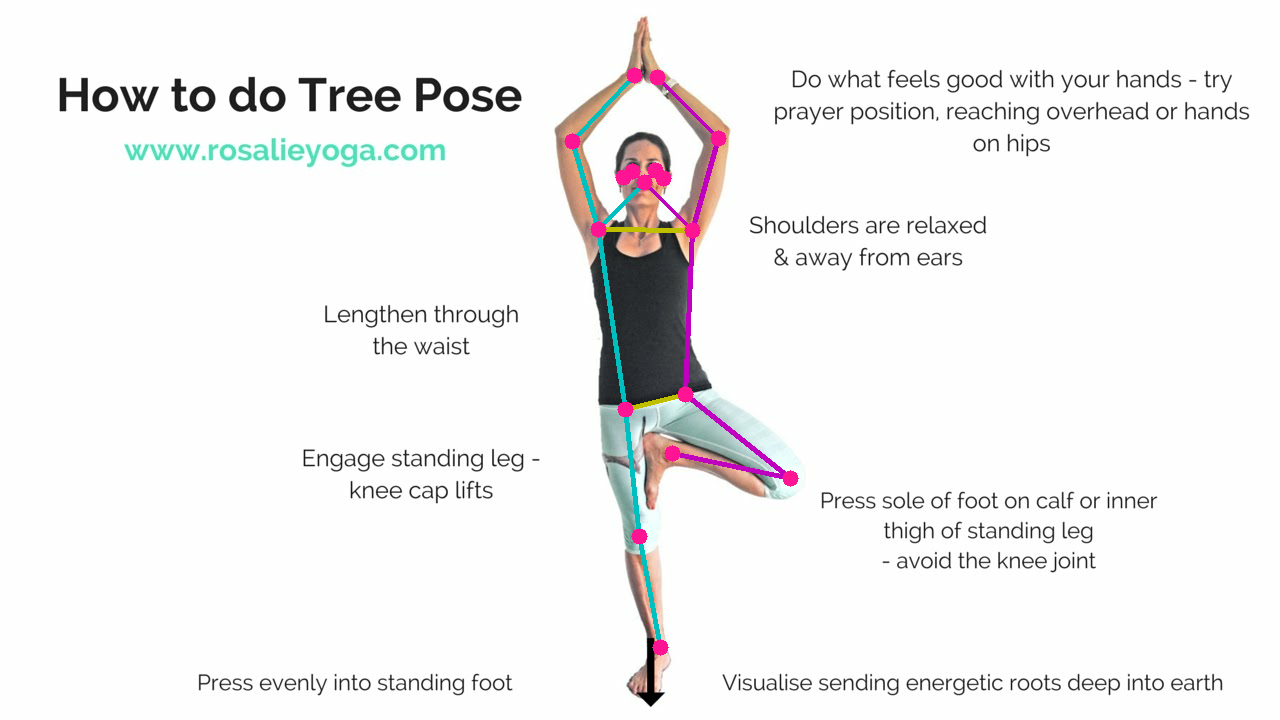 How to do Tree Pose
www.rosalieyoga.com
Do what feels good with your hands - try
prayer position, reaching overhead or hands
on hips
Shoulders are relaxed
& away from ears
Lengthen through
the waist
Engage standing leg -
knee cap lifts
Press sole of foot on calf or inner
thigh of standing leg
- avoid the knee joint
Press evenly into standing foot
Visualise sending energetic roots deep into earth